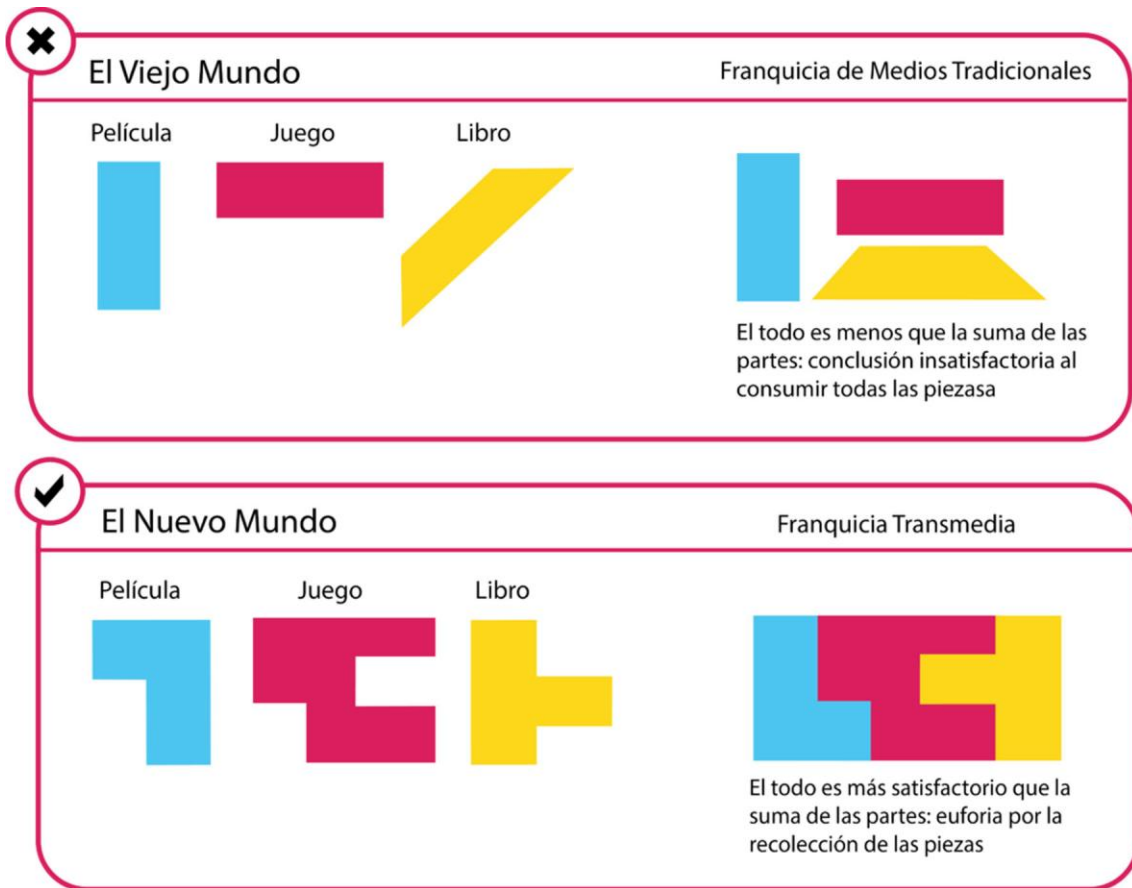 El Viejo Mundo
Franquicia de Medios Tradicionales
Película
Juego
Libro
El todo es menos que la suma de las
partes: conclusión insatisfactoria al
consumir todas las piezasa
El Nuevo Mundo
Franquicia Transmedia
Película
Juego
Libro
El todo es más satisfactorio que la
suma de las partes: euforia por la
recolección de las piezas